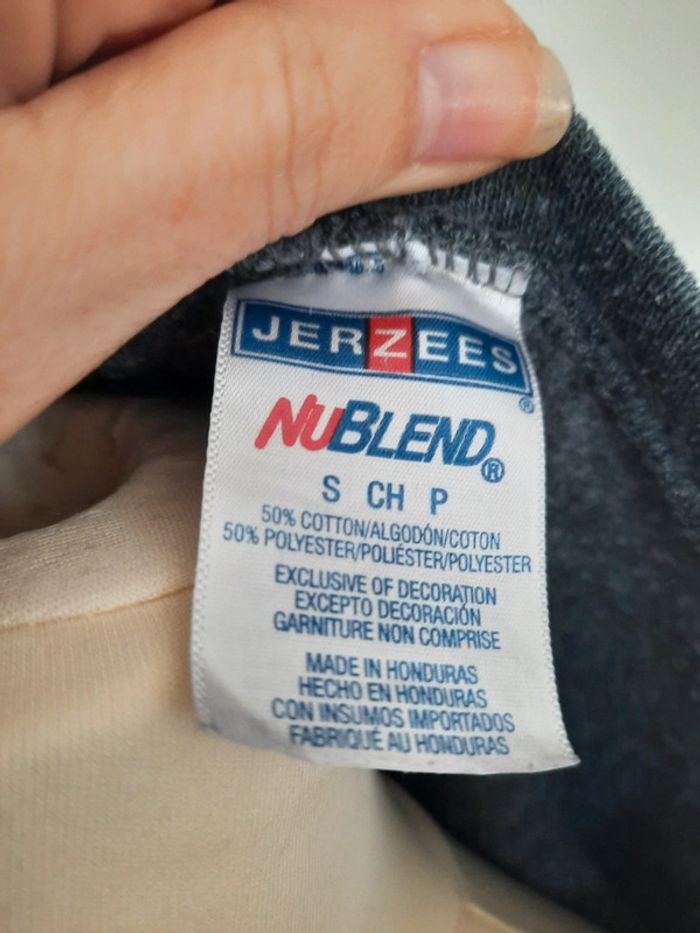 JERZEES®
NUBLEND®
S CH P
50% COTTON/ALGODÓN/COTON
50% POLYESTER/POLIÉSTER/POLYESTER
EXCLUSIVE OF DECORATION
EXCEPTO DECORACIÓN
GARNITURE NON COMPRISE
MADE IN HONDURAS
HECHO EN HONDURAS
CON INSUMOS IMPORTADOS
FABRIQUÉ AU HONDURAS